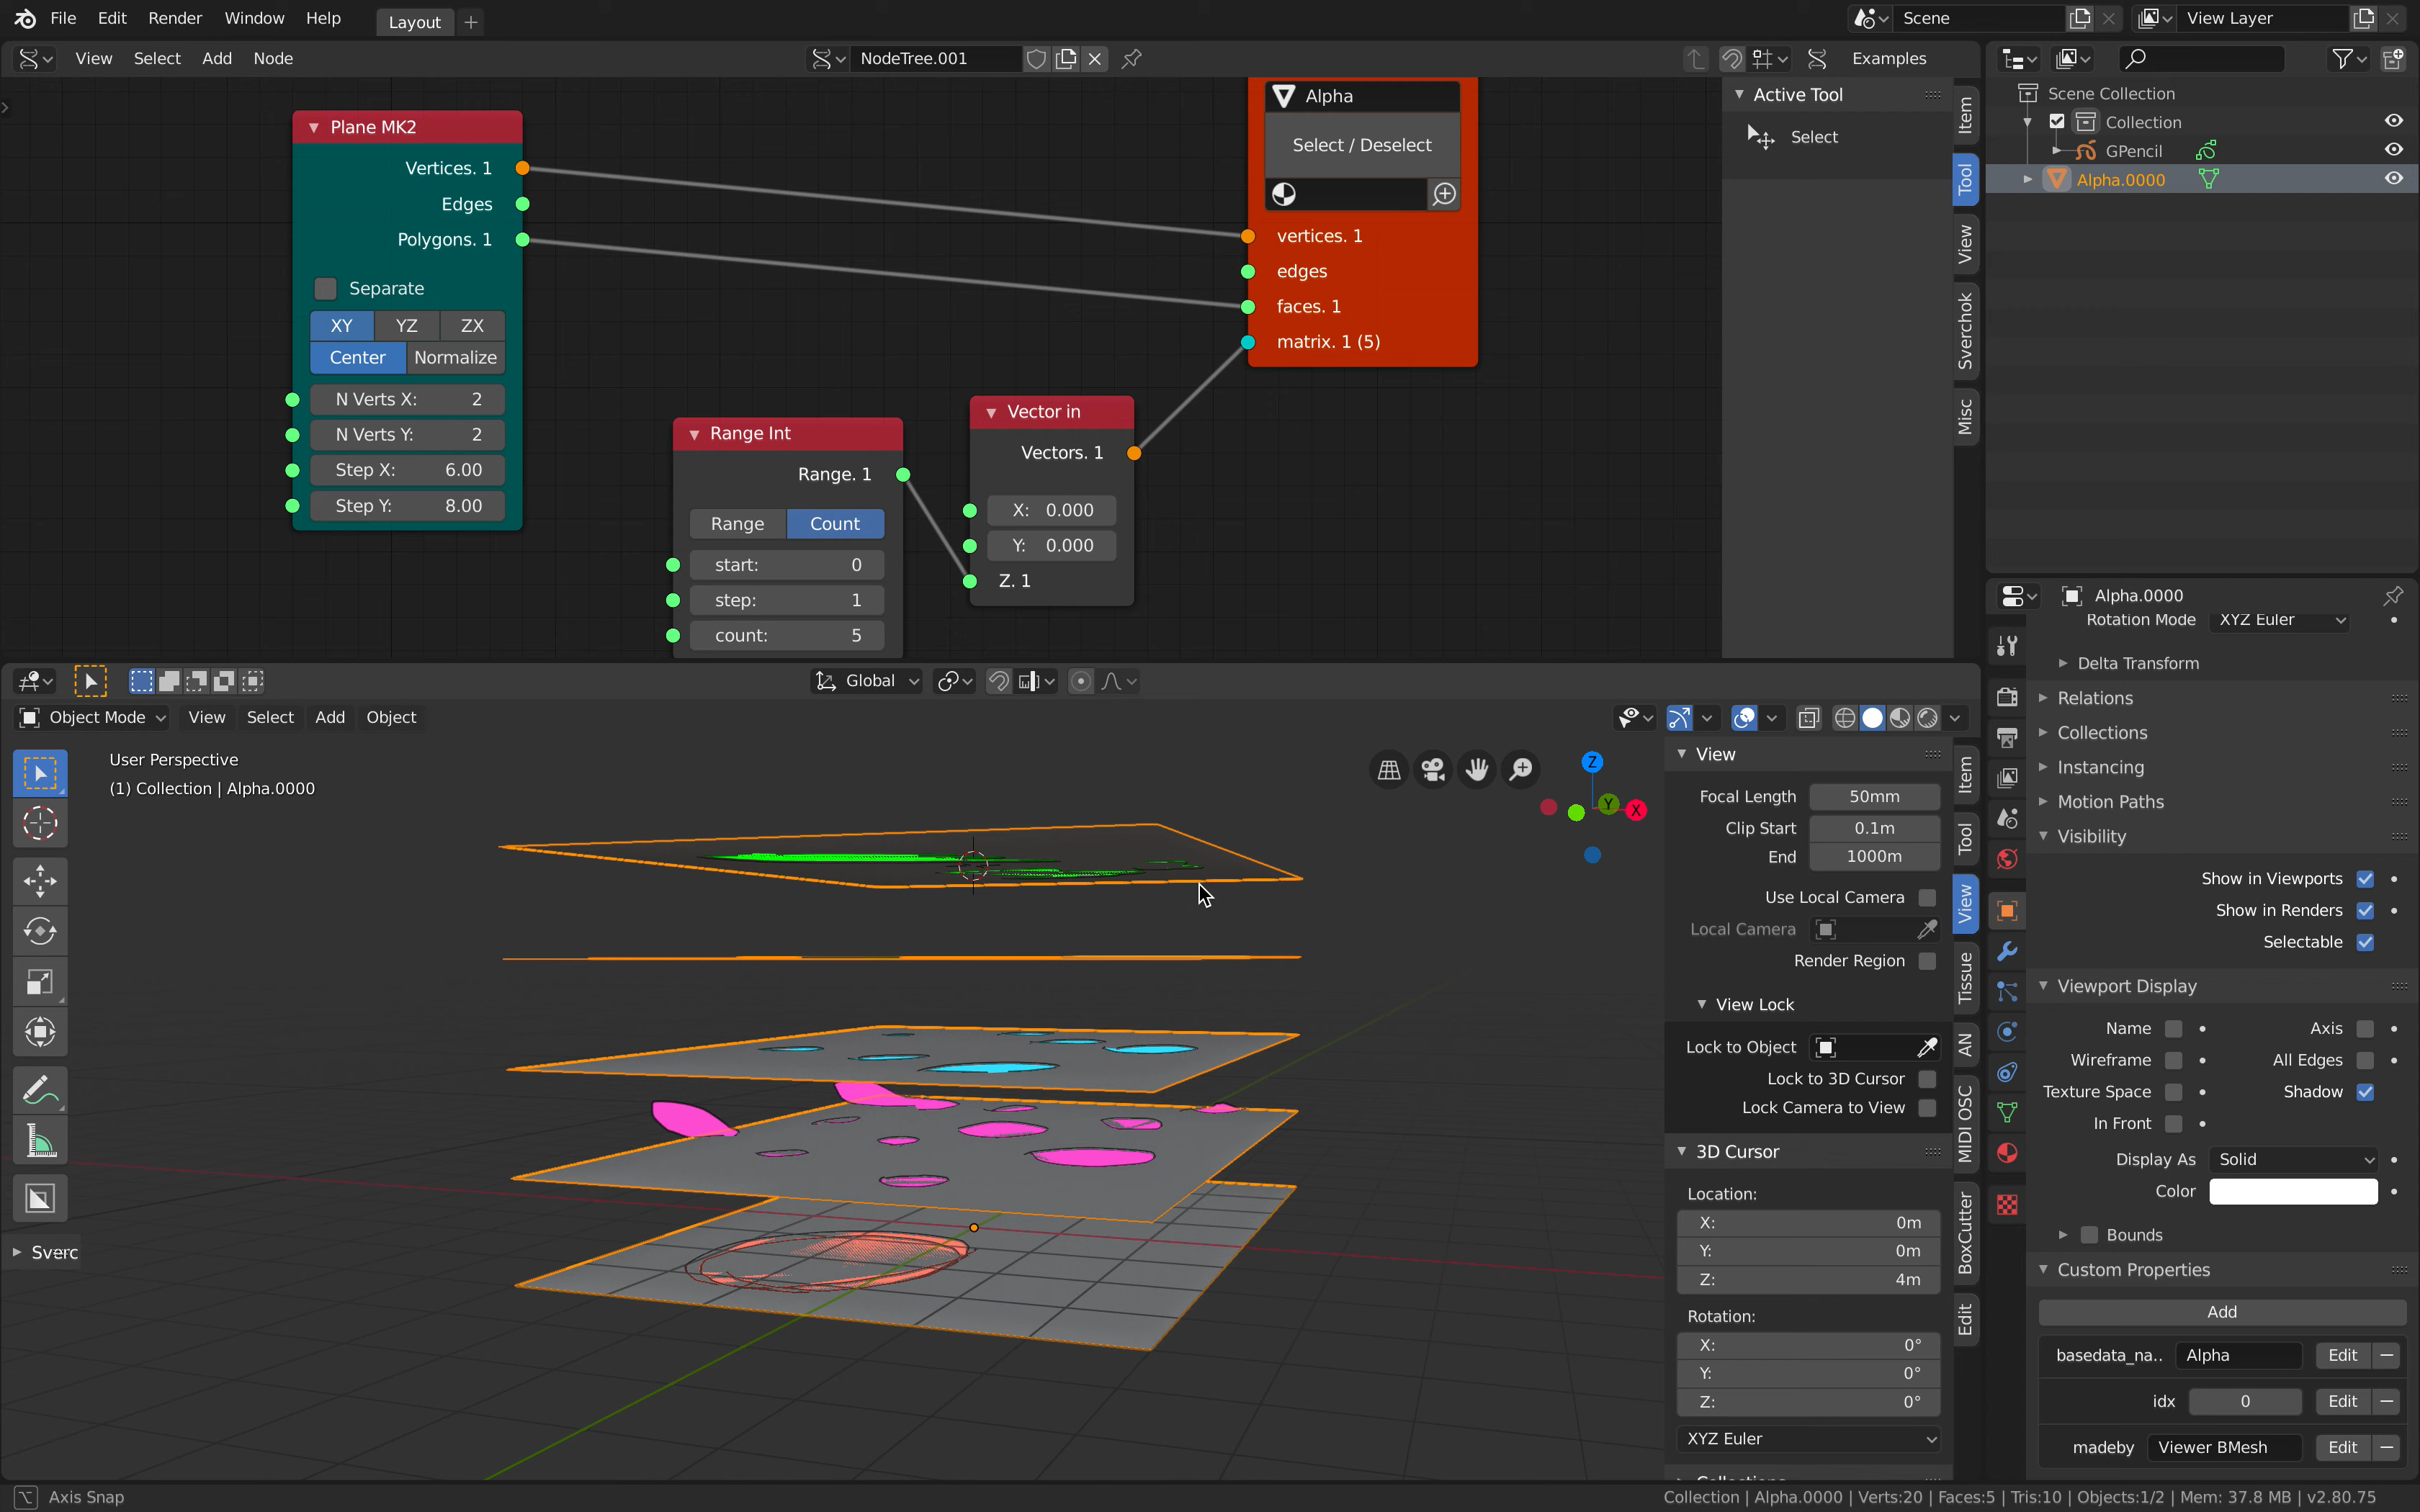 File Edit Render Window Help Layout + Scene View Layer
View Select Add Node NodeTree.001 Examples
Plane MK2
Vertices. 1
Edges
Polygons. 1
Separate
XY YZ ZX
Center Normalize
N Verts X: 2
N Verts Y: 2
Step X: 6.00
Step Y: 8.00
Range Int
Range. 1
Range Count
start: 0
step: 1
count: 5
Vector in
Vectors. 1
X: 0.000
Y: 0.000
Z. 1
Alpha
Select / Deselect
vertices. 1
edges
faces. 1
matrix. 1 (5)
Active Tool
Select
Item
Tool
View
Sverchok
Misc
Scene Collection
Collection
GPencil
Alpha.0000
Global
Object Mode View Select Add Object
User Perspective
(1) Collection | Alpha.0000
Z
Y
X
Sverc
View
Focal Length 50mm
Clip Start 0.1m
End 1000m
Use Local Camera
Local Camera
Render Region
View Lock
Lock to Object
Lock to 3D Cursor
Lock Camera to View
3D Cursor
Location:
X: 0m
Y: 0m
Z: 4m
Rotation:
X: 0°
Y: 0°
Z: 0°
XYZ Euler
Item
Tool
View
Tissue
AN
MIDI OSC
BoxCutter
Edit
Alpha.0000
Rotation Mode XYZ Euler
Delta Transform
Relations
Collections
Instancing
Motion Paths
Visibility
Show in Viewports
Show in Renders
Selectable
Viewport Display
Name Axis
Wireframe All Edges
Texture Space Shadow
In Front
Display As Solid
Color
Bounds
Custom Properties
Add
basedata_na.. Alpha Edit
idx 0 Edit
madeby Viewer BMesh Edit
Axis Snap
Collection | Alpha.0000 | Verts:20 | Faces:5 | Tris:10 | Objects:1/2 | Mem: 37.8 MB | v2.80.75